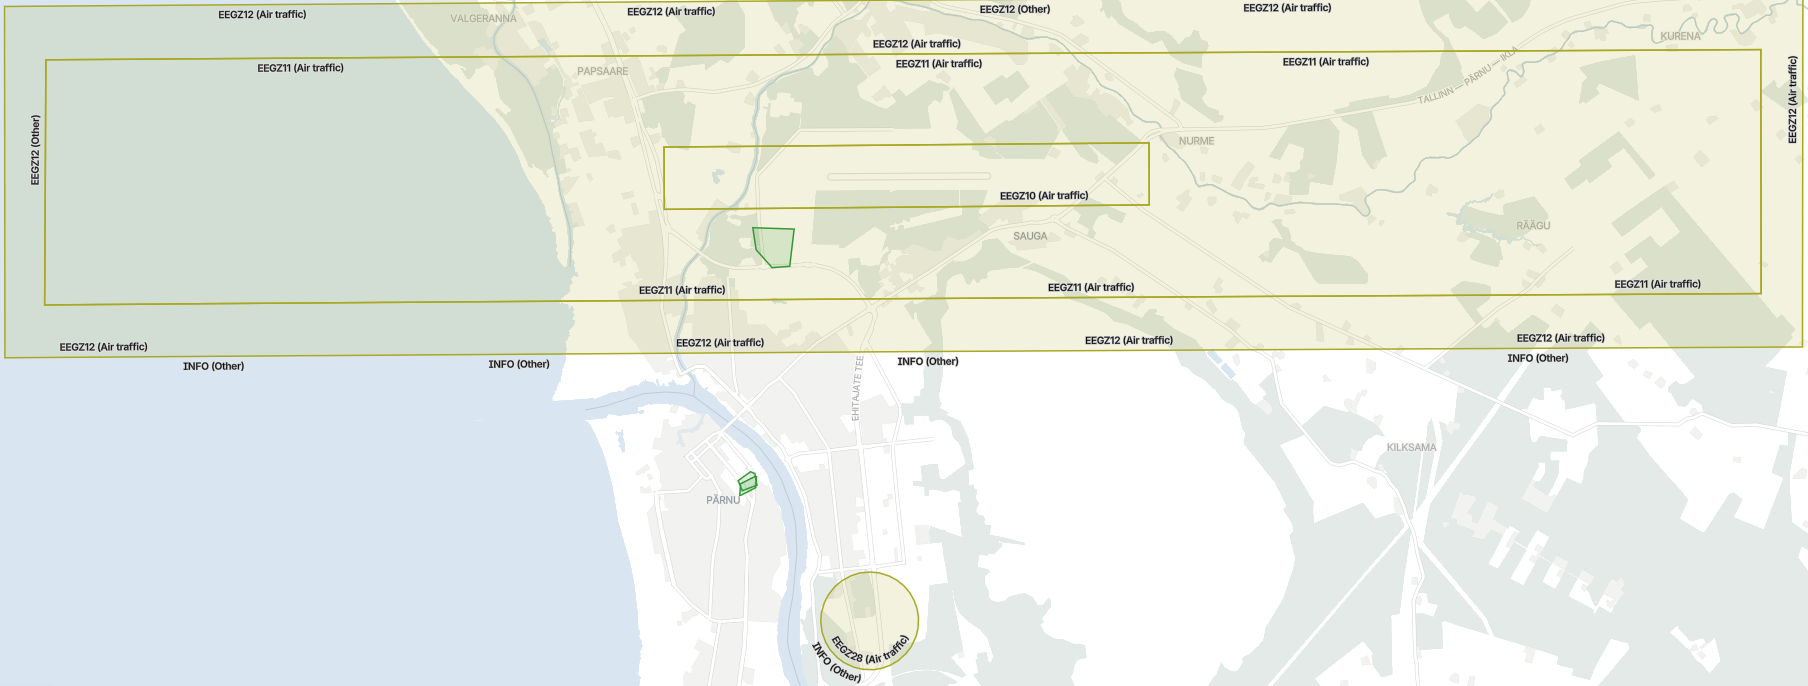 EEGZ12 (Air traffic)
EEGZ12 (Air traffic)
EEGZ12 (Other)
EEGZ12 (Air traffic)
VALGERANNA
KURENA
EEGZ12 (Air traffic)
EEGZ11 (Air traffic)
PAPSAARE
EEGZ11 (Air traffic)
EEGZ11 (Air traffic)
TALLINN — PÄRNU — IKLA
EEGZ12 (Air traffic)
EEGZ12 (Other)
NURME
EEGZ10 (Air traffic)
SAUGA
RÄÄGU
EEGZ11 (Air traffic)
EEGZ11 (Air traffic)
EEGZ11 (Air traffic)
EEGZ12 (Air traffic)
EEGZ12 (Air traffic)
EEGZ12 (Air traffic)
EEGZ12 (Air traffic)
INFO (Other)
INFO (Other)
INFO (Other)
INFO (Other)
EHITAJATE TEE
KILKSAMA
PÄRNU
EEGZ28 (Air traffic)
INFO (Other)